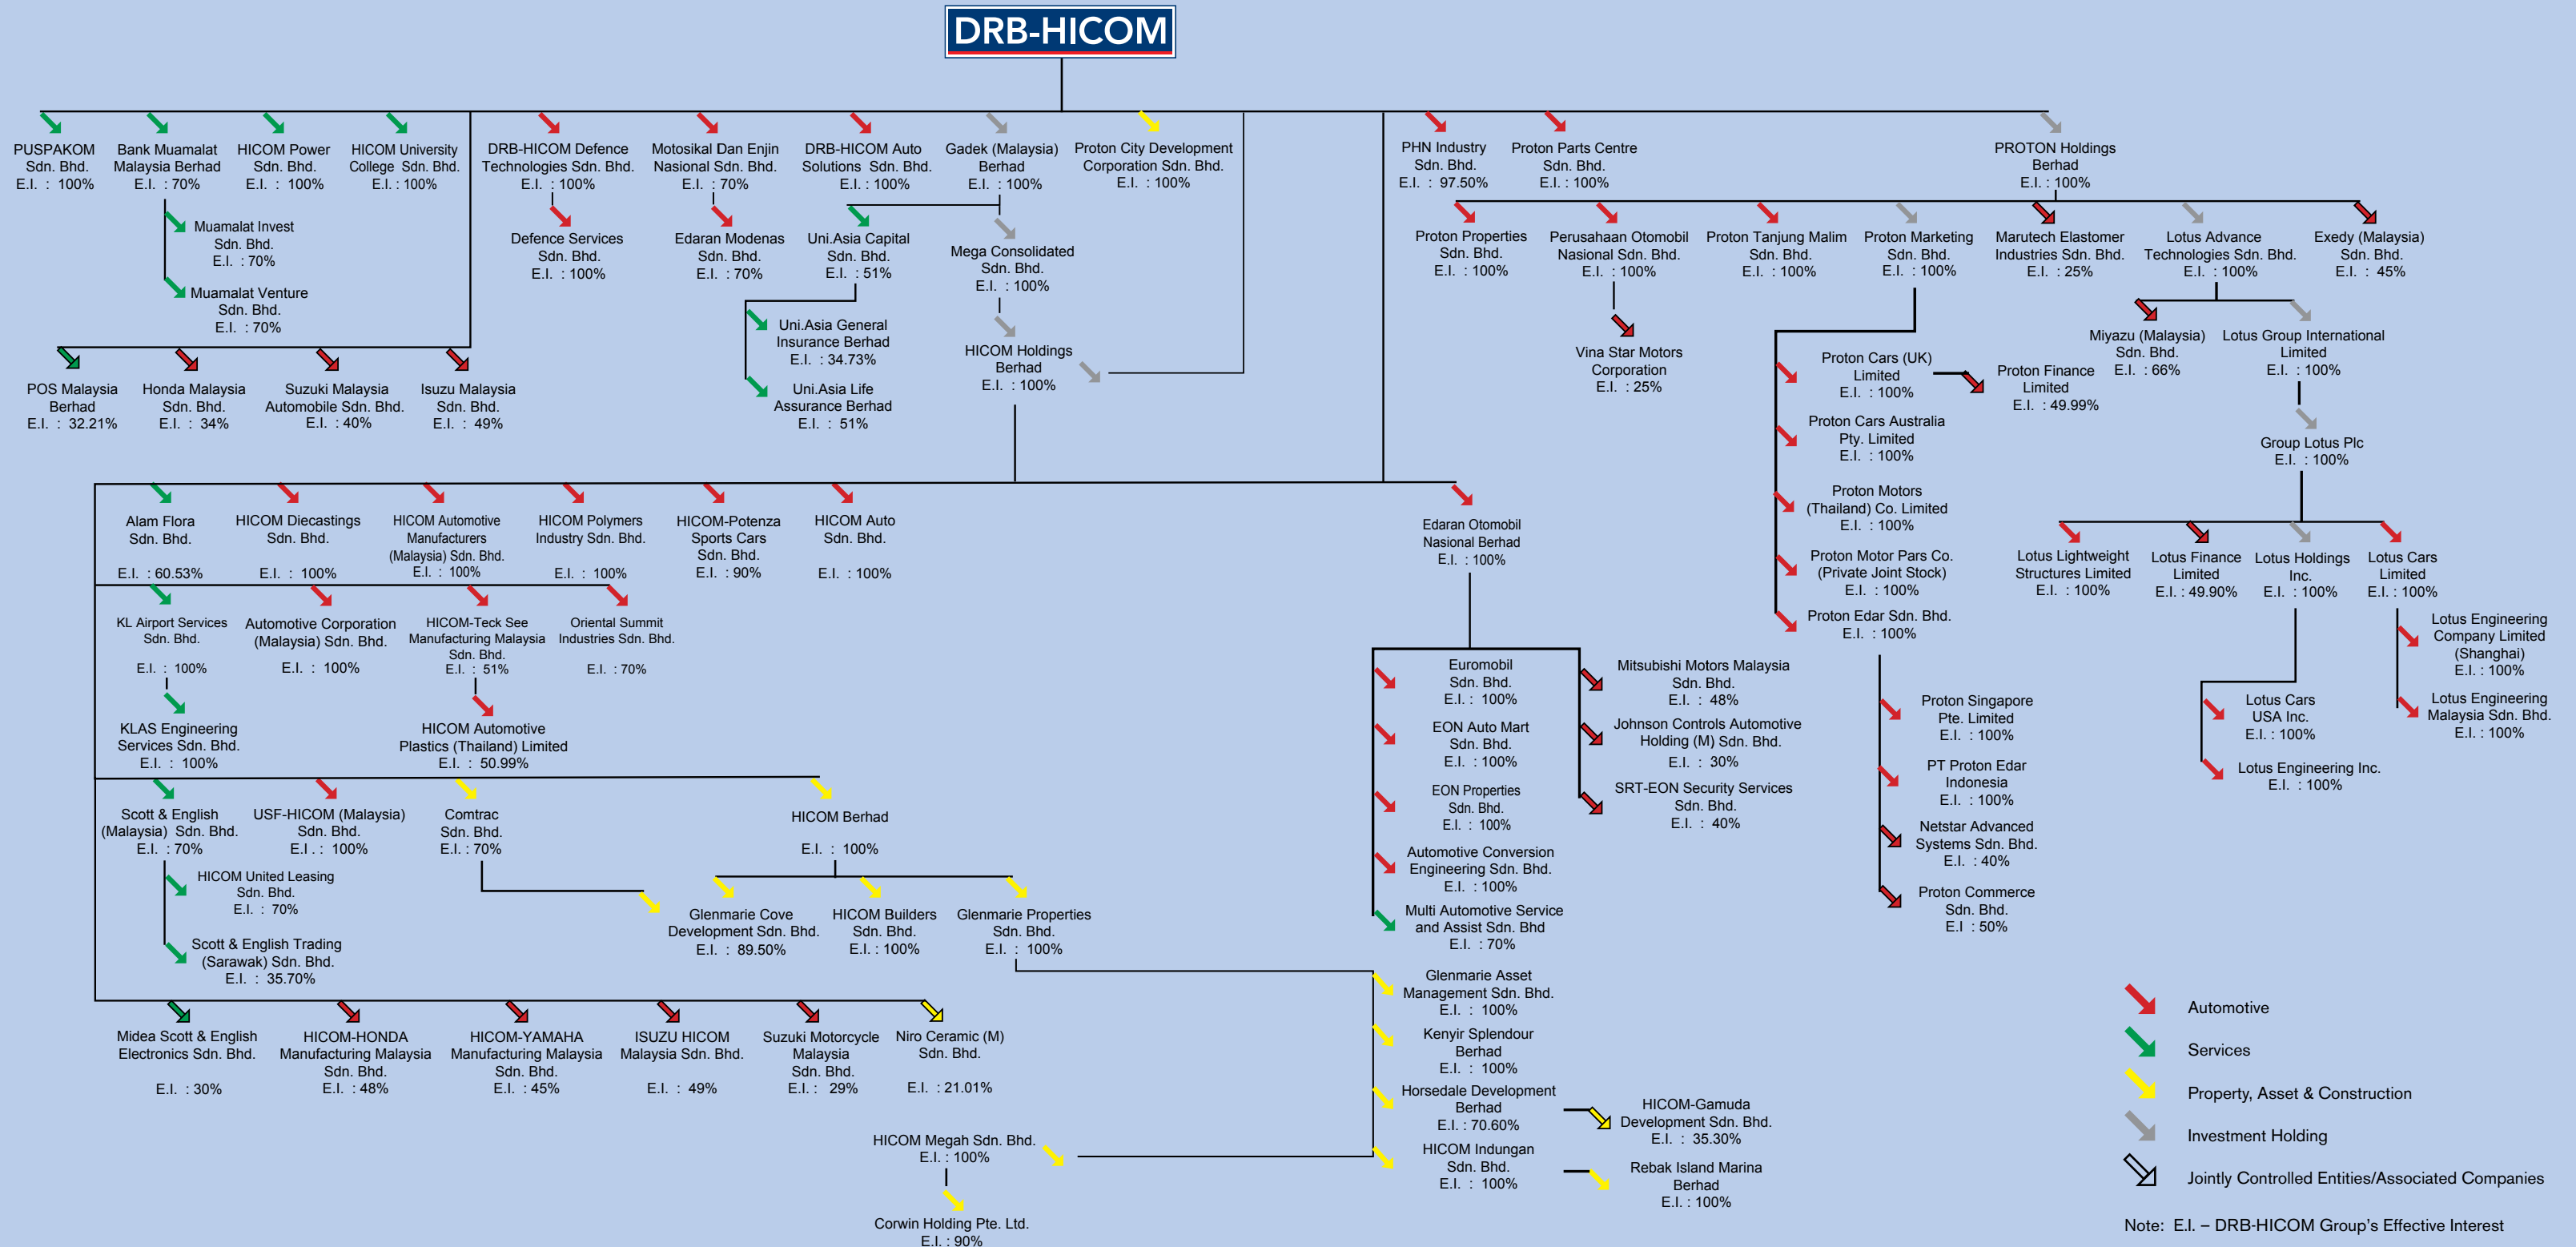 DRB-HICOM
PUSPAKOM
Sdn. Bhd.
E.I. : 100%
Bank Muamalat
Malaysia Berhad
E.I. : 70%
HICOM Power
Sdn. Bhd.
E.I. : 100%
HICOM University
College Sdn. Bhd.
E.I. : 100%
DRB-HICOM Defence
Technologies Sdn. Bhd.
E.I. : 100%
Motosikal Dan Enjin
Nasional Sdn. Bhd.
E.I. : 70%
DRB-HICOM Auto
Solutions Sdn. Bhd.
E.I. : 100%
Gadek (Malaysia)
Berhad
E.I. : 100%
Proton City Development
Corporation Sdn. Bhd.
E.I. : 100%
PHN Industry
Sdn. Bhd.
E.I. : 97.50%
Proton Parts Centre
Sdn. Bhd.
E.I. : 100%
PROTON Holdings
Berhad
E.I. : 100%
Muamalat Invest
Sdn. Bhd.
E.I. : 70%
Muamalat Venture
Sdn. Bhd.
E.I. : 70%
Defence Services
Sdn. Bhd.
E.I. : 100%
Edaran Modenas
Sdn. Bhd.
E.I. : 70%
Uni.Asia Capital
Sdn. Bhd.
E.I. : 51%
Mega Consolidated
Sdn. Bhd.
E.I. : 100%
Uni.Asia General
Insurance Berhad
E.I. : 34.73%
Uni.Asia Life
Assurance Berhad
E.I. : 51%
HICOM Holdings
Berhad
E.I. : 100%
POS Malaysia
Berhad
E.I. : 32.21%
Honda Malaysia
Sdn. Bhd.
E.I. : 34%
Suzuki Malaysia
Automobile Sdn. Bhd.
E.I. : 40%
Isuzu Malaysia
Sdn. Bhd.
E.I. : 49%
Proton Properties
Sdn. Bhd.
E.I. : 100%
Perusahaan Otomobil
Nasional Sdn. Bhd.
E.I. : 100%
Proton Tanjung Malim
Sdn. Bhd.
E.I. : 100%
Proton Marketing
Sdn. Bhd.
E.I. : 100%
Marutech Elastomer
Industries Sdn. Bhd.
E.I. : 25%
Lotus Advance
Technologies Sdn. Bhd.
E.I. : 100%
Exedy (Malaysia)
Sdn. Bhd.
E.I. : 45%
Vina Star Motors
Corporation
E.I. : 25%
Proton Cars (UK)
Limited
E.I. : 100%
Proton Finance
Limited
E.I. : 49.99%
Miyazu (Malaysia)
Sdn. Bhd.
E.I. : 66%
Lotus Group International
Limited
E.I. : 100%
Proton Cars Australia
Pty. Limited
E.I. : 100%
Group Lotus Plc
E.I. : 100%
Proton Motors
(Thailand) Co. Limited
E.I. : 100%
Proton Motor Pars Co.
(Private Joint Stock)
E.I. : 100%
Proton Edar Sdn. Bhd.
E.I. : 100%
Lotus Lightweight
Structures Limited
E.I. : 100%
Lotus Finance
Limited
E.I. : 49.90%
Lotus Holdings
Inc.
E.I. : 100%
Lotus Cars
Limited
E.I. : 100%
Lotus Engineering
Company Limited
(Shanghai)
E.I. : 100%
Lotus Engineering
Malaysia Sdn. Bhd.
E.I. : 100%
Lotus Cars
USA Inc.
E.I. : 100%
Lotus Engineering Inc.
E.I. : 100%
Proton Singapore
Pte. Limited
E.I. : 100%
PT Proton Edar
Indonesia
E.I. : 100%
Netstar Advanced
Systems Sdn. Bhd.
E.I. : 40%
Proton Commerce
Sdn. Bhd.
E.I : 50%
Alam Flora
Sdn. Bhd.
E.I. : 60.53%
HICOM Diecastings
Sdn. Bhd.
E.I. : 100%
HICOM Automotive
Manufacturers
(Malaysia) Sdn. Bhd.
E.I. : 100%
HICOM Polymers
Industry Sdn. Bhd.
E.I. : 100%
HICOM-Potenza
Sports Cars
Sdn. Bhd.
E.I. : 90%
HICOM Auto
Sdn. Bhd.
E.I. : 100%
Edaran Otomobil
Nasional Berhad
E.I. : 100%
KL Airport Services
Sdn. Bhd.
E.I. : 100%
Automotive Corporation
(Malaysia) Sdn. Bhd.
E.I. : 100%
HICOM-Teck See
Manufacturing Malaysia
Sdn. Bhd.
E.I. : 51%
Oriental Summit
Industries Sdn. Bhd.
E.I. : 70%
KLAS Engineering
Services Sdn. Bhd.
E.I. : 100%
HICOM Automotive
Plastics (Thailand) Limited
E.I. : 50.99%
Scott & English
(Malaysia) Sdn. Bhd.
E.I. : 70%
USF-HICOM (Malaysia)
Sdn. Bhd.
E.I . : 100%
Comtrac
Sdn. Bhd.
E.I. : 70%
HICOM Berhad
E.I. : 100%
HICOM United Leasing
Sdn. Bhd.
E.I. : 70%
Scott & English Trading
(Sarawak) Sdn. Bhd.
E.I. : 35.70%
Glenmarie Cove
Development Sdn. Bhd.
E.I. : 89.50%
HICOM Builders
Sdn. Bhd.
E.I. : 100%
Glenmarie Properties
Sdn. Bhd.
E.I. : 100%
Euromobil
Sdn. Bhd.
E.I. : 100%
EON Auto Mart
Sdn. Bhd.
E.I. : 100%
EON Properties
Sdn. Bhd.
E.I. : 100%
Automotive Conversion
Engineering Sdn. Bhd.
E.I. : 100%
Multi Automotive Service
and Assist Sdn. Bhd
E.I. : 70%
Mitsubishi Motors Malaysia
Sdn. Bhd.
E.I. : 48%
Johnson Controls Automotive
Holding (M) Sdn. Bhd.
E.I. : 30%
SRT-EON Security Services
Sdn. Bhd.
E.I. : 40%
Midea Scott & English
Electronics Sdn. Bhd.
E.I. : 30%
HICOM-HONDA
Manufacturing Malaysia
Sdn. Bhd.
E.I. : 48%
HICOM-YAMAHA
Manufacturing Malaysia
Sdn. Bhd.
E.I. : 45%
ISUZU HICOM
Malaysia Sdn. Bhd.
E.I. : 49%
Suzuki Motorcycle
Malaysia
Sdn. Bhd.
E.I. : 29%
Niro Ceramic (M)
Sdn. Bhd.
E.I. : 21.01%
Glenmarie Asset
Management Sdn. Bhd.
E.I. : 100%
Kenyir Splendour
Berhad
E.I. : 100%
Horsedale Development
Berhad
E.I. : 70.60%
HICOM-Gamuda
Development Sdn. Bhd.
E.I. : 35.30%
HICOM Indungan
Sdn. Bhd.
E.I. : 100%
Rebak Island Marina
Berhad
E.I. : 100%
HICOM Megah Sdn. Bhd.
E.I. : 100%
Corwin Holding Pte. Ltd.
E.I. : 90%
Automotive
Services
Property, Asset & Construction
Investment Holding
Jointly Controlled Entities/Associated Companies
Note: E.I. – DRB-HICOM Group's Effective Interest